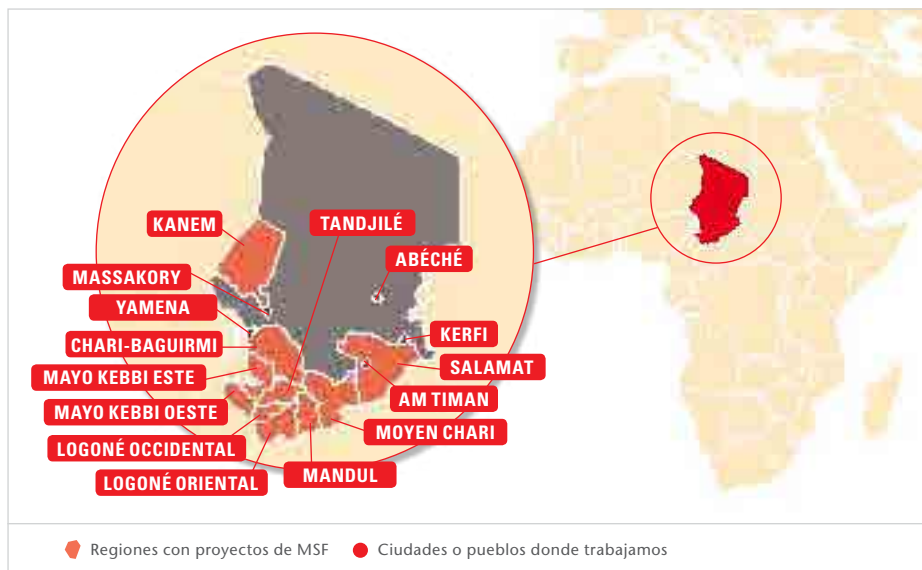 KANEM
TANDJILÉ
ABÉCHÉ
MASSAKORY
YAMENA
KERFI
CHARI-BAGUIRMI
SALAMAT
MAYO KEBBI ESTE
AM TIMAN
MAYO KEBBI OESTE
MOYEN CHARI
LOGONÉ OCCIDENTAL
MANDUL
LOGONÉ ORIENTAL
Regiones con proyectos de MSF
Ciudades o pueblos donde trabajamos